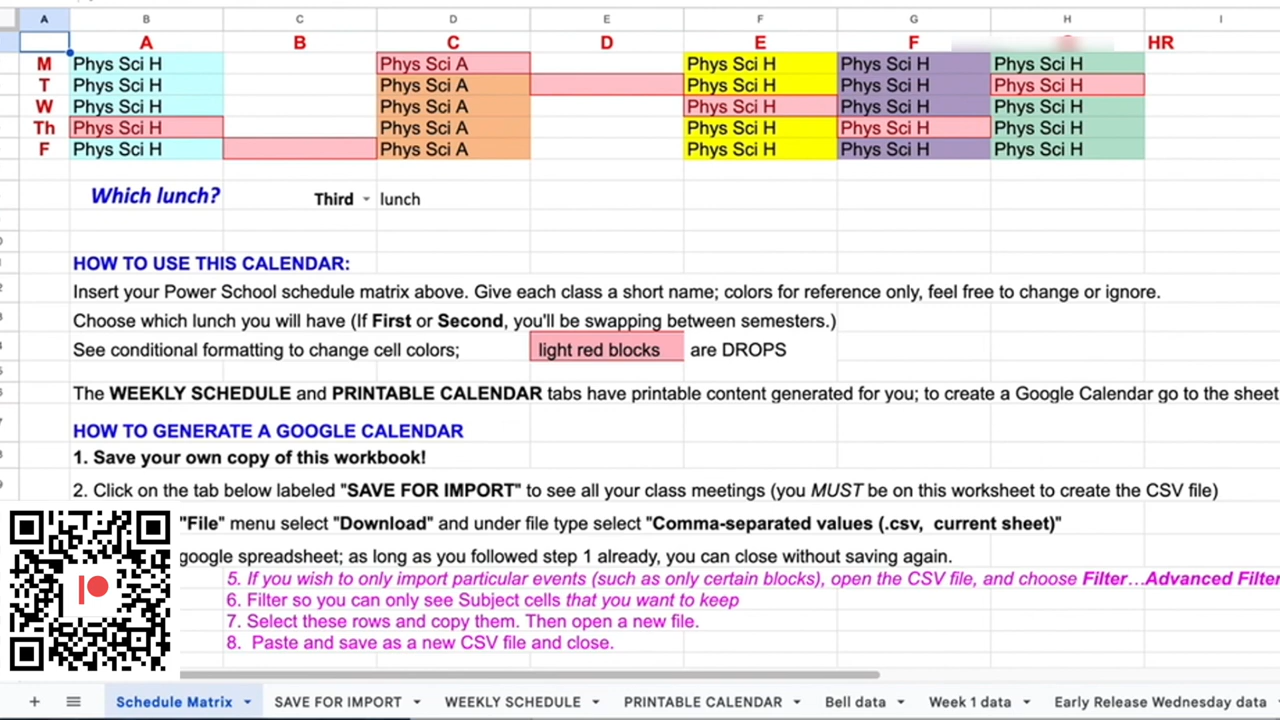 A B C D E F G H I
A B C D E F HR
M Phys Sci H Phys Sci A Phys Sci H Phys Sci H Phys Sci H
T Phys Sci H Phys Sci A Phys Sci H Phys Sci H Phys Sci H
W Phys Sci H Phys Sci A Phys Sci H Phys Sci H Phys Sci H
Th Phys Sci H Phys Sci A Phys Sci H Phys Sci H Phys Sci H
F Phys Sci H Phys Sci A Phys Sci H Phys Sci H Phys Sci H
Which lunch? Third lunch
HOW TO USE THIS CALENDAR:
Insert your Power School schedule matrix above. Give each class a short name; colors for reference only, feel free to change or ignore.
Choose which lunch you will have (If First or Second, you'll be swapping between semesters.)
See conditional formatting to change cell colors; light red blocks are DROPS
The WEEKLY SCHEDULE and PRINTABLE CALENDAR tabs have printable content generated for you; to create a Google Calendar go to the sheet
HOW TO GENERATE A GOOGLE CALENDAR
1. Save your own copy of this workbook!
2. Click on the tab below labeled "SAVE FOR IMPORT" to see all your class meetings (you MUST be on this worksheet to create the CSV file)
"File" menu select "Download" and under file type select "Comma-separated values (.csv, current sheet)"
google spreadsheet; as long as you followed step 1 already, you can close without saving again.
5. If you wish to only import particular events (such as only certain blocks), open the CSV file, and choose Filter...Advanced Filter
6. Filter so you can only see Subject cells that you want to keep
7. Select these rows and copy them. Then open a new file.
8. Paste and save as a new CSV file and close.
Schedule Matrix SAVE FOR IMPORT WEEKLY SCHEDULE PRINTABLE CALENDAR Bell data Week 1 data Early Release Wednesday data